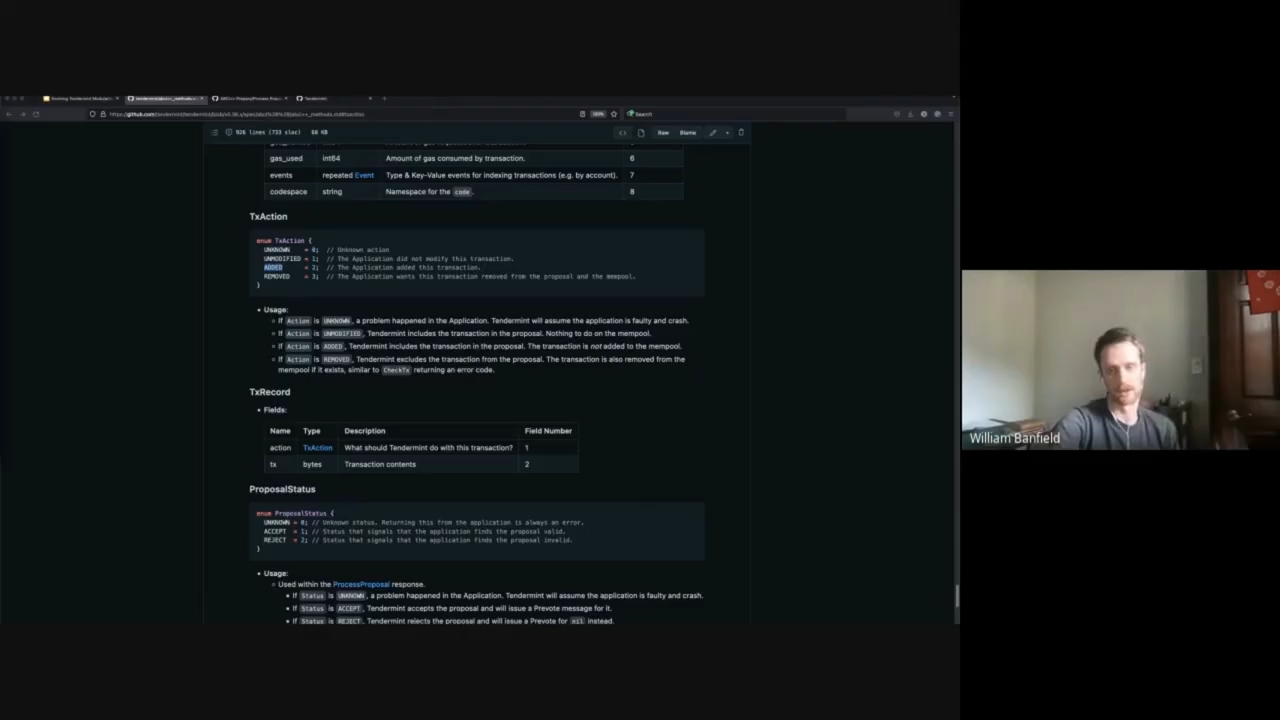 Tendermint
Search
926 lines (733 sloc) 68 KB
Raw
Blame
gas_used int64 Amount of gas consumed by transaction. 6
events repeated Event Type & Key-Value events for indexing transactions (e.g. by account). 7
codespace string Namespace for the code. 8
TxAction
enum TxAction {
UNKNOWN = 0; // Unknown action
UNMODIFIED = 1; // The Application did not modify this transaction.
ADDED = 2; // The Application added this transaction.
REMOVED = 3; // The Application wants this transaction removed from the proposal and the mempool.
}
• Usage:
○ If Action is UNKNOWN, a problem happened in the Application. Tendermint will assume the application is faulty and crash.
○ If Action is UNMODIFIED, Tendermint includes the transaction in the proposal. Nothing to do on the mempool.
○ If Action is ADDED, Tendermint includes the transaction in the proposal. The transaction is not added to the mempool.
○ If Action is REMOVED, Tendermint excludes the transaction from the proposal. The transaction is also removed from the
mempool if it exists, similar to CheckTx returning an error code.
TxRecord
• Fields:
Name Type Description Field Number
action TxAction What should Tendermint do with this transaction? 1
tx bytes Transaction contents 2
ProposalStatus
enum ProposalStatus {
UNKNOWN = 0; // Unknown status. Returning this from the application is always an error.
ACCEPT = 1; // Status that signals that the application finds the proposal valid.
REJECT = 2; // Status that signals that the application finds the proposal invalid.
}
• Usage:
○ Used within the ProcessProposal response.
▪ If Status is UNKNOWN, a problem happened in the Application. Tendermint will assume the application is faulty and crash.
▪ If Status is ACCEPT, Tendermint accepts the proposal and will issue a Prevote message for it.
▪ If Status is REJECT, Tendermint rejects the proposal and will issue a Prevote for nil instead.
William Banfield